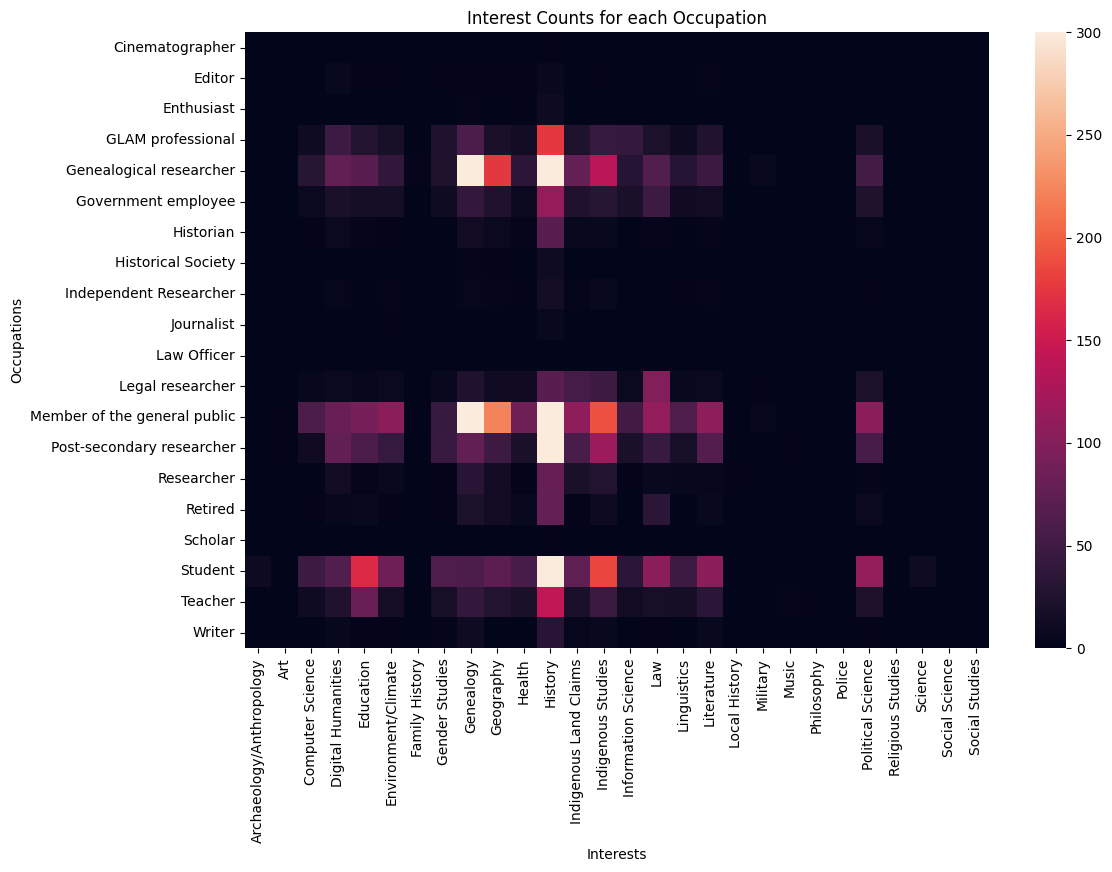 Interest Counts for each Occupation
Occupations
Cinematographer
Editor
Enthusiast
GLAM professional
Genealogical researcher
Government employee
Historian
Historical Society
Independent Researcher
Journalist
Law Officer
Legal researcher
Member of the general public
Post-secondary researcher
Researcher
Retired
Scholar
Student
Teacher
Writer
Archaeology/Anthropology
Art
Computer Science
Digital Humanities
Education
Environment/Climate
Family History
Gender Studies
Genealogy
Geography
Health
History
Indigenous Land Claims
Indigenous Studies
Information Science
Law
Linguistics
Literature
Local History
Military
Music
Philosophy
Police
Political Science
Religious Studies
Science
Social Science
Social Studies
Interests
300
250
200
150
100
50
0